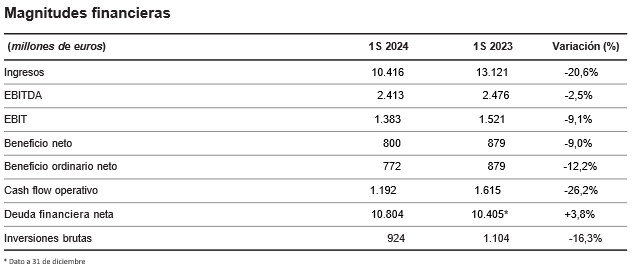 Magnitudes financieras
(millones de euros) 1S 2024 1S 2023 Variación (%)
Ingresos 10.416 13.121 -20,6%
EBITDA 2.413 2.476 -2,5%
EBIT 1.383 1.521 -9,1%
Beneficio neto 800 879 -9,0%
Beneficio ordinario neto 772 879 -12,2%
Cash flow operativo 1.192 1.615 -26,2%
Deuda financiera neta 10.804 10.405* +3,8%
Inversiones brutas 924 1.104 -16,3%
* Dato a 31 de diciembre